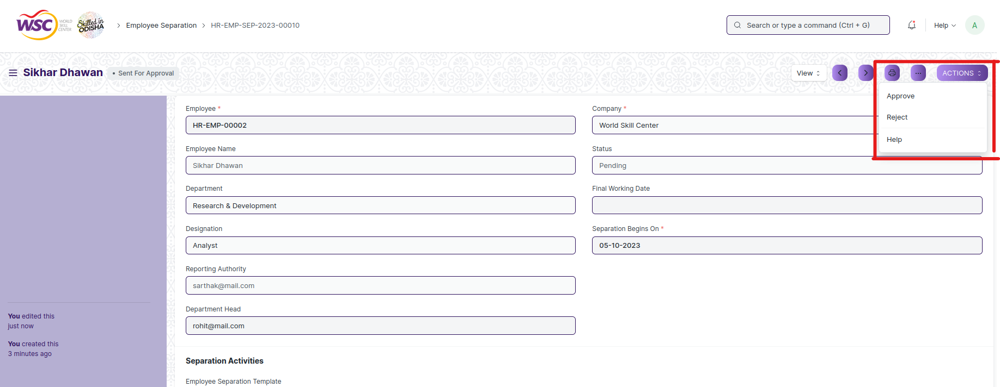 WSC WORLD SKILL CENTER
Skilled in ODISHA
Employee Separation
HR-EMP-SEP-2023-00010
Search or type a command (Ctrl + G)
Help
A
Sikhar Dhawan
Sent For Approval
View
ACTIONS
Approve
Reject
Help
Employee *
HR-EMP-00002
Company *
World Skill Center
Employee Name
Sikhar Dhawan
Status
Pending
Department
Research & Development
Final Working Date
Designation
Analyst
Separation Begins On *
05-10-2023
Reporting Authority
sarthak@mail.com
Department Head
rohit@mail.com
You edited this
just now
You created this
3 minutes ago
Separation Activities
Employee Separation Template